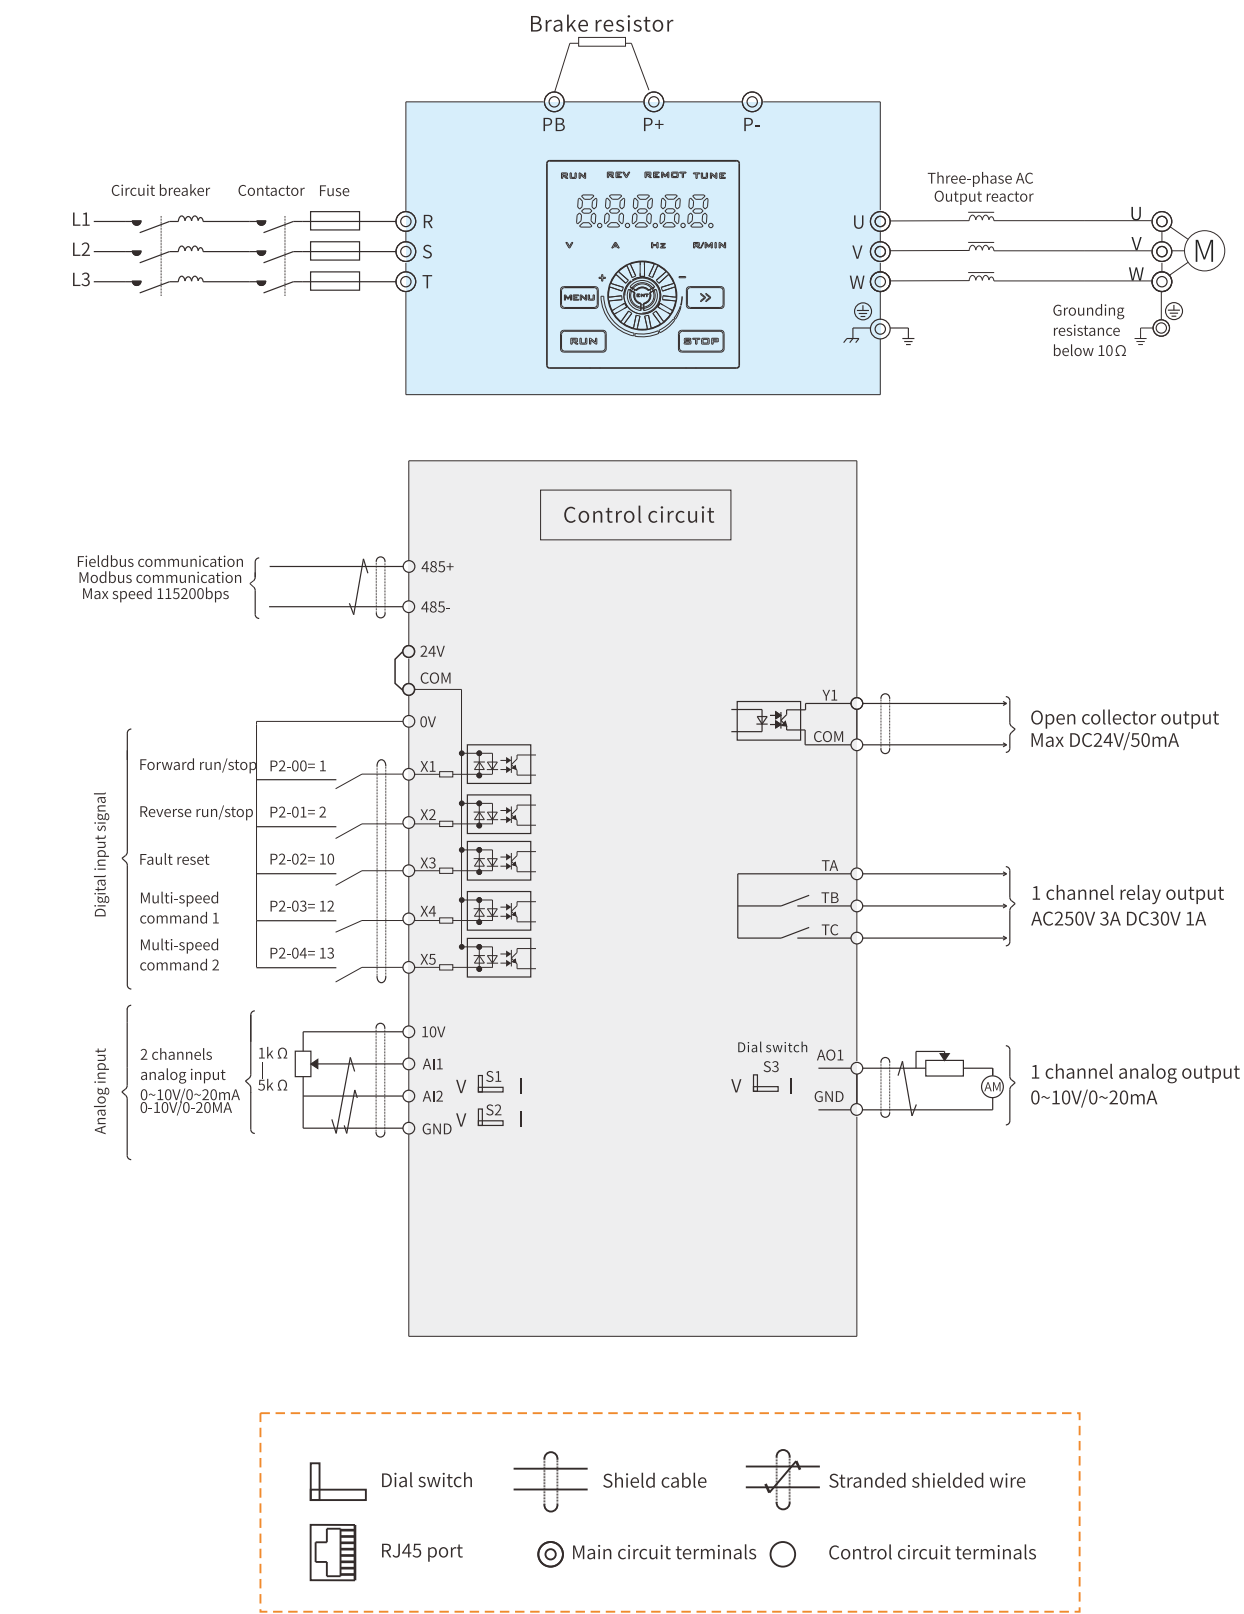 Brake resistor
PB P+ P-
RUN REV REMOT TUNE
8.8.8.8.8.
V A Hz R/MIN
+ -
MENU ENT >>
RUN STOP
Circuit breaker Contactor Fuse
L1 R
L2 S
L3 T
Three-phase AC
Output reactor
U U
V V M
W W
Grounding
resistance
below 10Ω
Control circuit
Fieldbus communication
Modbus communication
Max speed 115200bps
485+
485-
24V
COM
0V
Digital input signal
Forward run/stop P2-00= 1 X1
Reverse run/stop P2-01= 2 X2
Fault reset P2-02= 10 X3
Multi-speed
command 1 P2-03= 12 X4
Multi-speed
command 2 P2-04= 13 X5
Analog input
2 channels
analog input
0~10V/0~20mA
0-10V/0-20MA
1k Ω
5k Ω
10V
AI1
AI2
GND
V S1 I
V S2 I
Y1
COM
Open collector output
Max DC24V/50mA
TA
TB
TC
1 channel relay output
AC250V 3A DC30V 1A
Dial switch
S3
V I
AO1
GND
AM
1 channel analog output
0~10V/0~20mA
Dial switch Shield cable Stranded shielded wire
RJ45 port Main circuit terminals Control circuit terminals